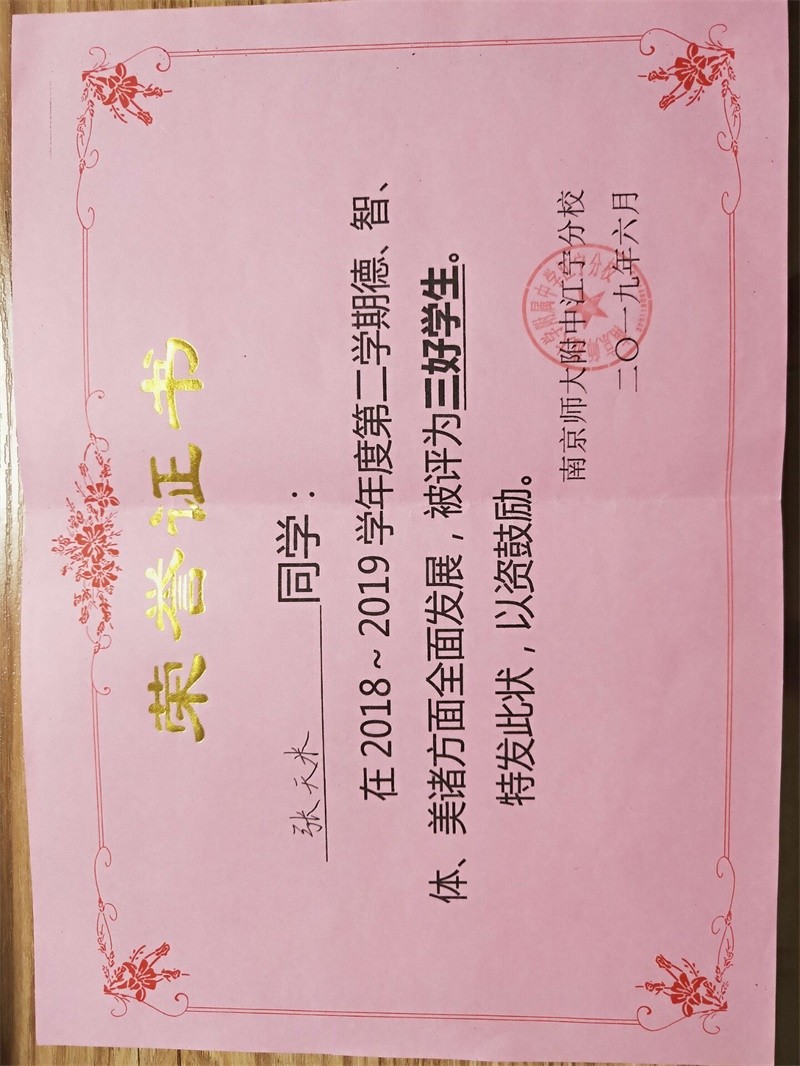 荣誉证书
张天米 同学：
在 2018～2019 学年度第二学期德、智、
体、美诸方面全面发展，被评为三好学生。
特发此状，以资鼓励。
南京师大附中江宁分校
二〇一九年六月